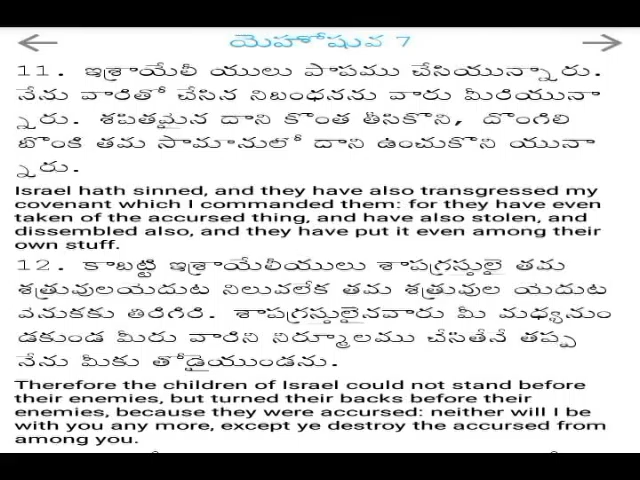 యెహోషువ 7
11. ఇశ్రాయేలీ యులు పాపము చేసియున్నారు.
నేను వారితో చేసిన నిబంధనను వారు మీరియునా
్నారు. శపితమైన దాని కొంత తీసికొని, దొంగిలి
బొంకి తమ సామానులో దాని ఉంచుకొని యునా
్నారు.
Israel hath sinned, and they have also transgressed my
covenant which I commanded them: for they have even
taken of the accursed thing, and have also stolen, and
dissembled also, and they have put it even among their
own stuff.
12. కాబట్టి ఇశ్రాయేలీయులు శాపగ్రస్తులై తమ
శత్రువులయెదుట నిలువలేక తమ శత్రువుల యెదుట
వెనుకకు తిరిగిరి. శాపగ్రస్తులైనవారు మీ మధ్యనుం
డకుండ మీరు వారిని నిర్మూలము చేసితేనే తప్ప
నేను మీకు తోడైయుండను.
Therefore the children of Israel could not stand before
their enemies, but turned their backs before their
enemies, because they were accursed: neither will I be
with you any more, except ye destroy the accursed from
among you.